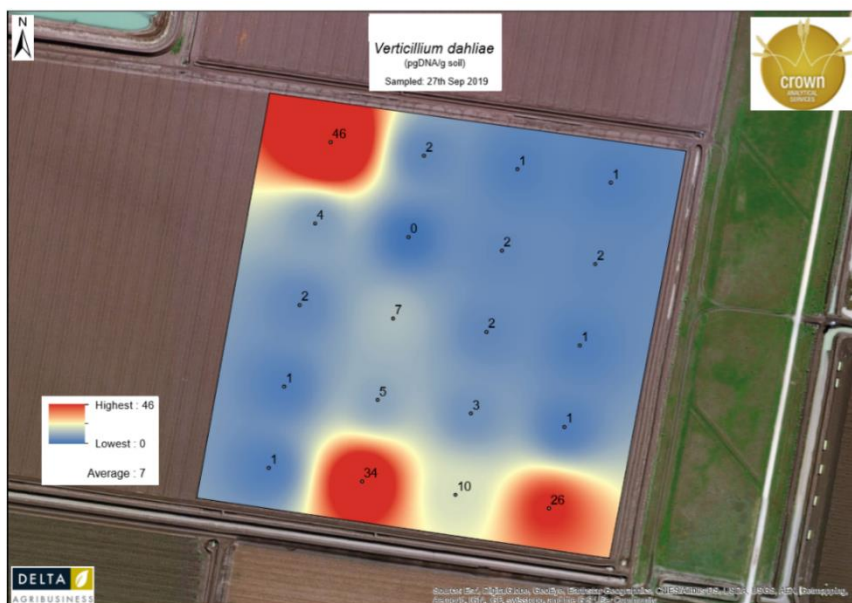 N
Verticillium dahliae
(pgDNA/g soil)
Sampled: 27th Sep 2019
crown
ANALYTICAL
SERVICES
46
2
1
1
4
0
2
2
2
7
2
1
1
5
3
1
1
34
10
26
Highest : 46
Lowest : 0
Average : 7
DELTA
AGRIBUSINESS